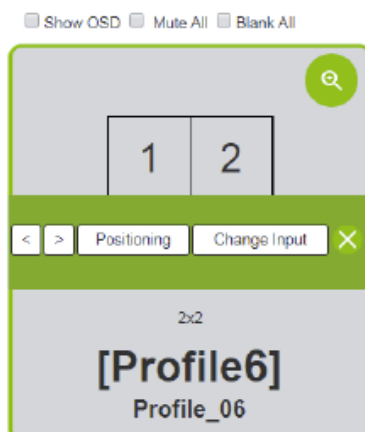 Show OSD Mute All Blank All
1 2
< > Positioning Change Input X
2x2
[Profile6]
Profile_06